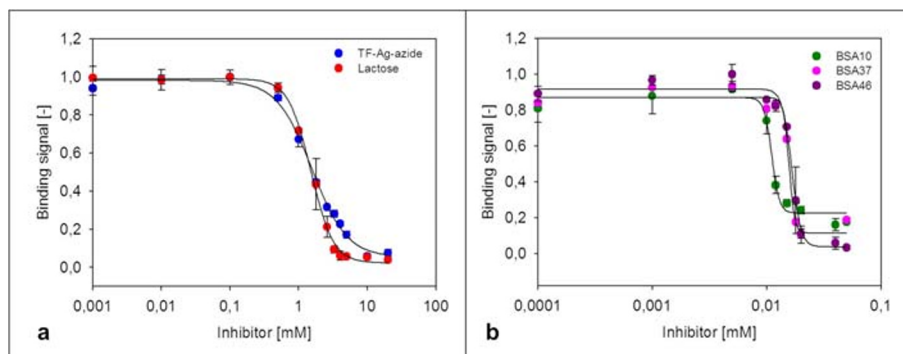 1,2
1,0
0,8
0,6
0,4
0,2
0,0
Binding signal [-]
TF-Ag-azide
Lactose
0,001 0,01 0,1 1 10 100
Inhibitor [mM]
a
1,2
1,0
0,8
0,6
0,4
0,2
0,0
Binding signal [-]
BSA10
BSA37
BSA46
0,0001 0,001 0,01 0,1
Inhibitor [mM]
b